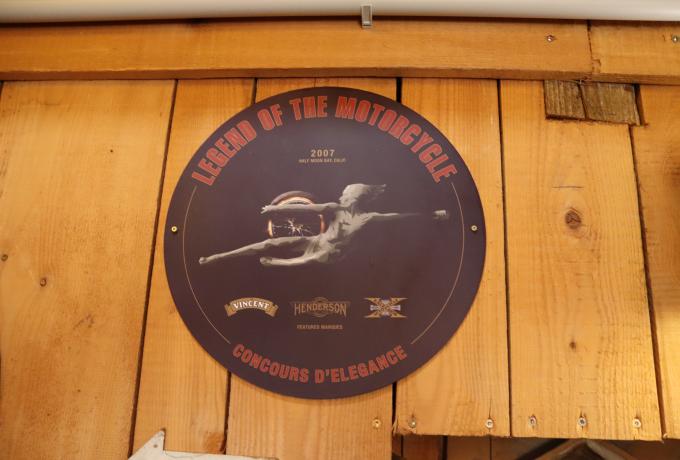 LEGEND OF THE MOTORCYCLE
2007
HALF MOON BAY, CALIF.
VINCENT
HENDERSON
FEATURED MARQUES
CONCOURS D'ELEGANCE